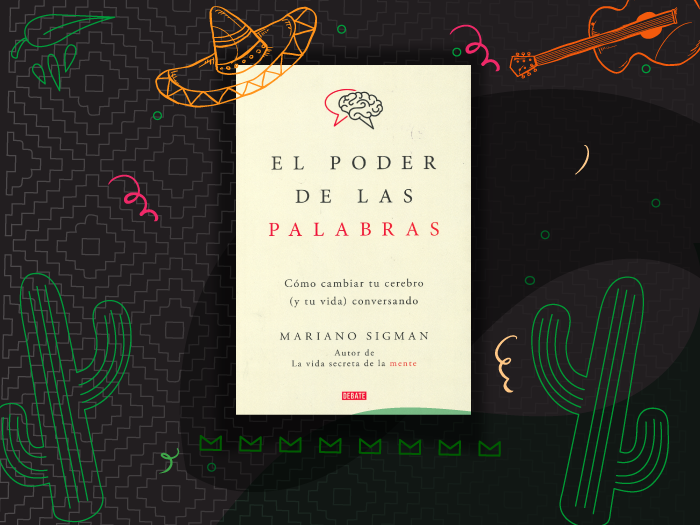 EL PODER
DE LAS
PALABRAS
Cómo cambiar tu cerebro
(y tu vida) conversando
MARIANO SIGMAN
Autor de
La vida secreta de la mente
DEBATE